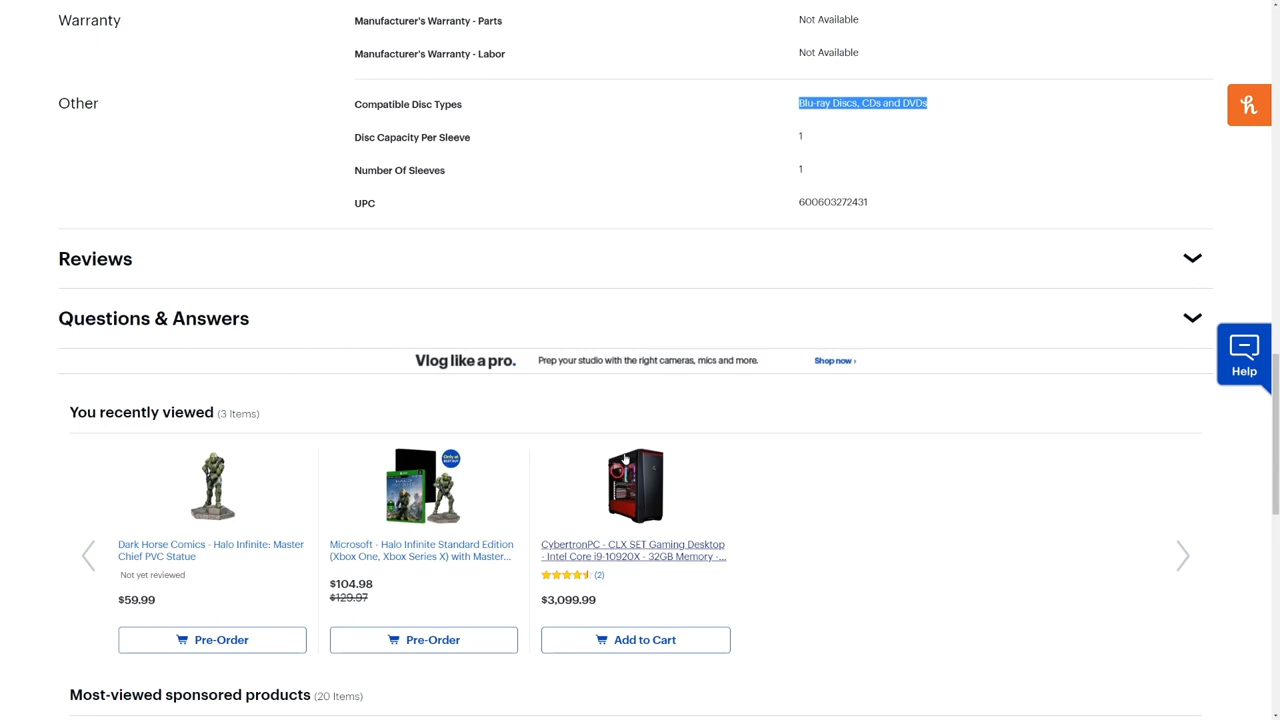 Warranty
Manufacturer's Warranty - Parts
Not Available
Manufacturer's Warranty - Labor
Not Available
Other
Compatible Disc Types
Blu-ray Discs, CDs and DVDs
Disc Capacity Per Sleeve
1
Number Of Sleeves
1
UPC
600603272431
Reviews
Questions & Answers
Help
Vlog like a pro. Prep your studio with the right cameras, mics and more. Shop now ›
You recently viewed (3 Items)
Dark Horse Comics - Halo Infinite: Master
Chief PVC Statue
Not yet reviewed
$59.99
Pre-Order
Microsoft - Halo Infinite Standard Edition
(Xbox One, Xbox Series X) with Master...
$104.98
$129.97
Pre-Order
CybertronPC - CLX SET Gaming Desktop
- Intel Core i9-10920X - 32GB Memory -...
(2)
$3,099.99
Add to Cart
Most-viewed sponsored products (20 Items)